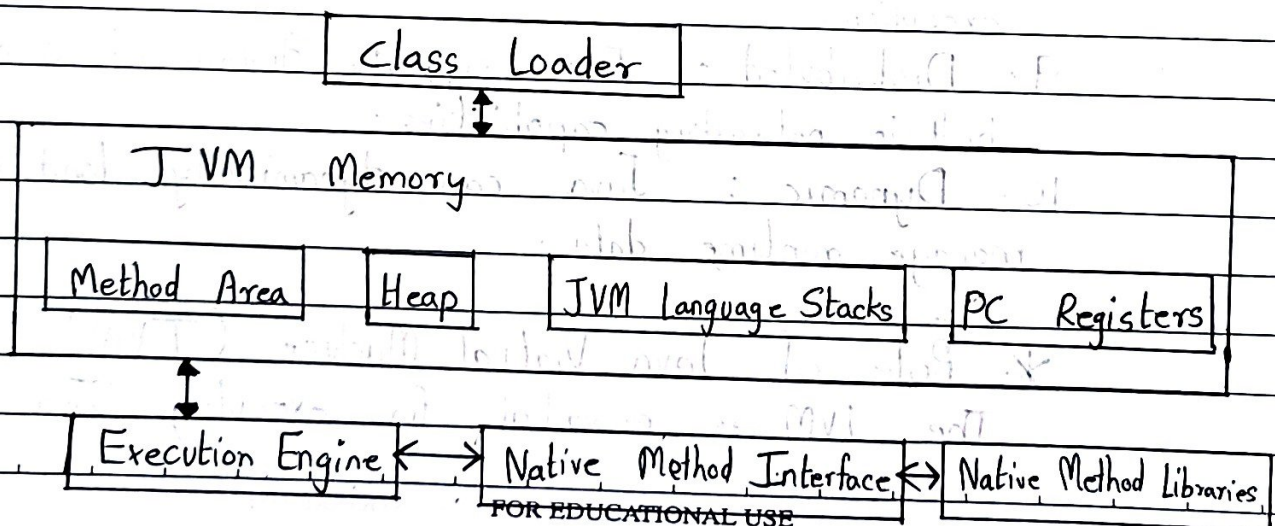 Class Loader
JVM Memory
Method Area Heap JVM Language Stacks PC Registers
Execution Engine Native Method Interface Native Method Libraries
FOR EDUCATIONAL USE